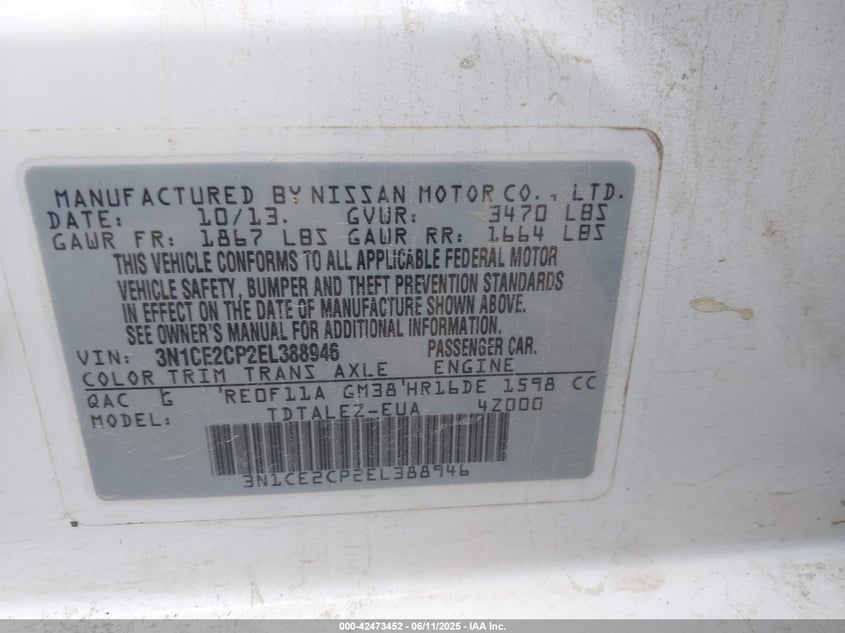 MANUFACTURED BY NISSAN MOTOR CO., LTD.
DATE: 10/13. GVWR: 3470 LBS
GAWR FR: 1867 LBS GAWR RR: 1664 LBS
THIS VEHICLE CONFORMS TO ALL APPLICABLE FEDERAL MOTOR
VEHICLE SAFETY, BUMPER AND THEFT PREVENTION STANDARDS
IN EFFECT ON THE DATE OF MANUFACTURE SHOWN ABOVE.
SEE OWNER'S MANUAL FOR ADDITIONAL INFORMATION.
VIN: 3N1CE2CP2EL388946 PASSENGER CAR.
COLOR TRIM TRANS AXLE ENGINE
QAC G 'RE0F11A GM38'HR16DE 1598 CC
MODEL: TDTALEZ-EUA 4Z000
3N1CE2CP2EL388946
000-42473452 - 06/11/2025 - IAA Inc.